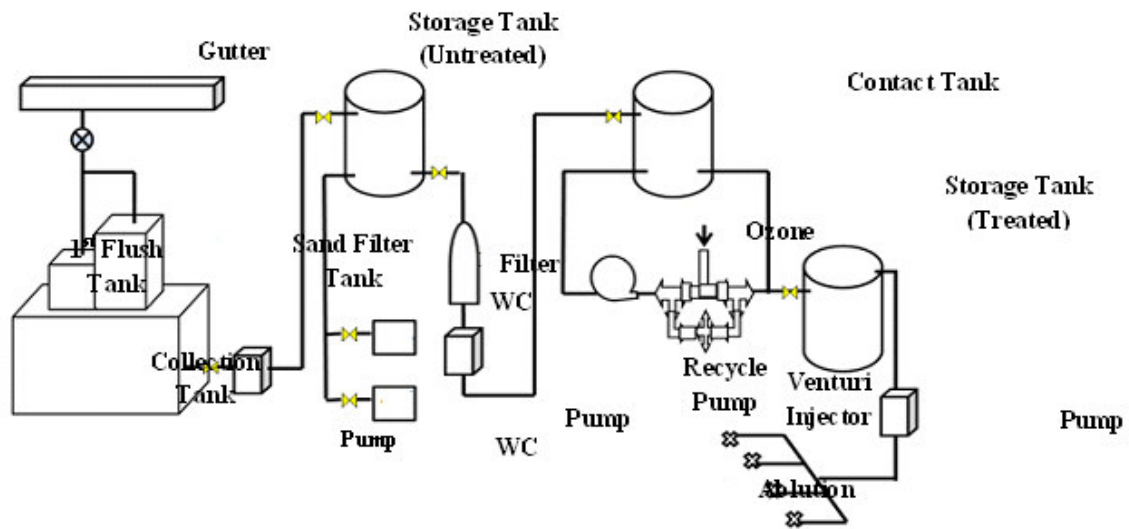 Storage Tank
(Untreated)
Gutter
Contact Tank
Storage Tank
(Treated)
1st Flush
Tank
Sand Filter
Tank
Filter
Ozone
WC
Collection
Tank
Recycle
Pump
Venturi
Injector
Pump
Pump
Pump
WC
Ablution